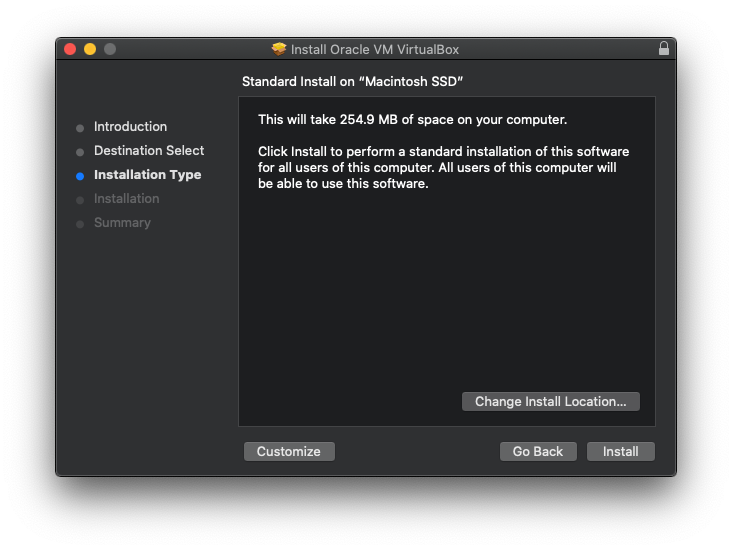 Install Oracle VM VirtualBox
Standard Install on “Macintosh SSD”
Introduction
Destination Select
Installation Type
Installation
Summary
This will take 254.9 MB of space on your computer.
Click Install to perform a standard installation of this software
for all users of this computer. All users of this computer will
be able to use this software.
Change Install Location...
Customize
Go Back
Install